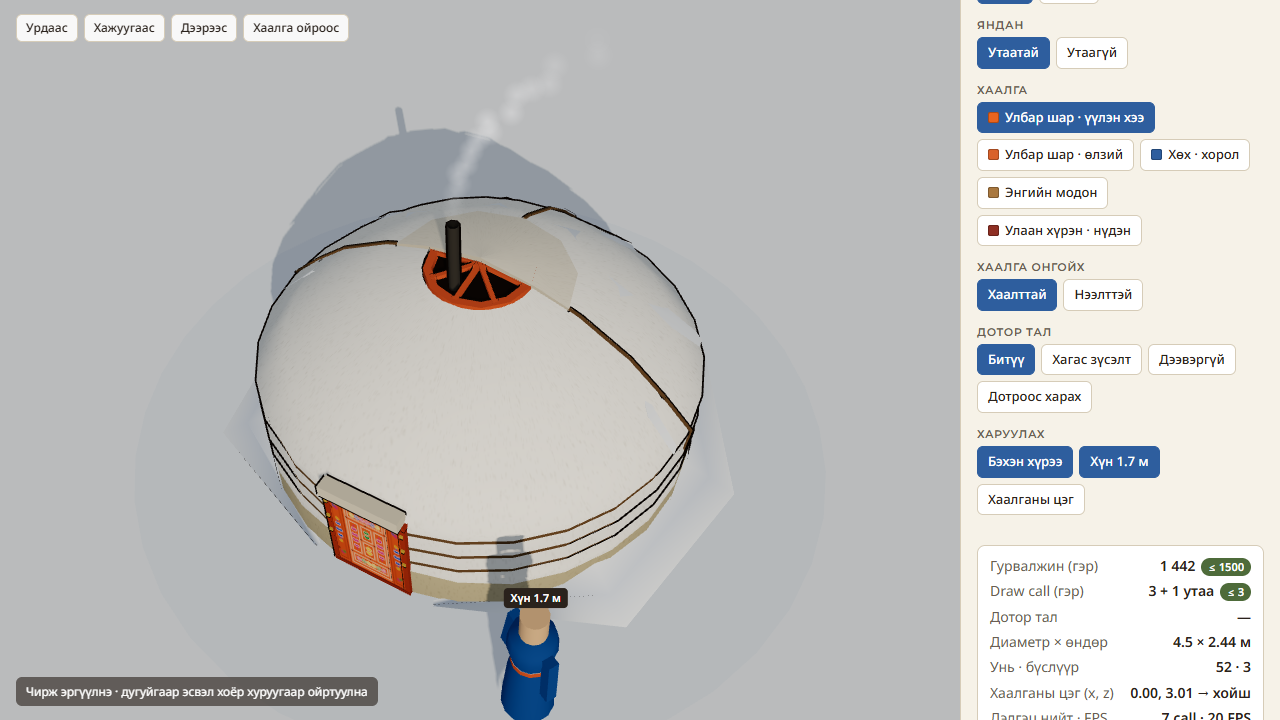 Урдаас Хажуугаас Дээрээс Хаалга ойроос
ЯНДАН
Утаатай Утаагүй
ХААЛГА
Улбар шар · үүлэн хээ
Улбар шар · өлзий Хөх · хорол
Энгийн модон
Улаан хүрэн · нүдэн
ХААЛГА ОНГОЙХ
Хаалттай Нээлттэй
ДОТОР ТАЛ
Битүү Хагас зүсэлт Дээвэргүй
Дотроос харах
ХАРУУЛАХ
Бэхэн хүрээ Хүн 1.7 м
Хаалганы цэг
Гурвалжин (гэр) 1 442 ≤ 1500
Draw call (гэр) 3 + 1 утаа ≤ 3
Дотор тал —
Диаметр × өндөр 4.5 × 2.44 м
Унь · бүслүүр 52 · 3
Хаалганы цэг (x, z) 0.00, 3.01 → хойш
Дэлгэц нийт · FPS 7 call · 20 FPS
Хүн 1.7 м
Чирж эргүүлнэ · дугуйгаар эсвэл хоёр хуруугаар ойртуулна